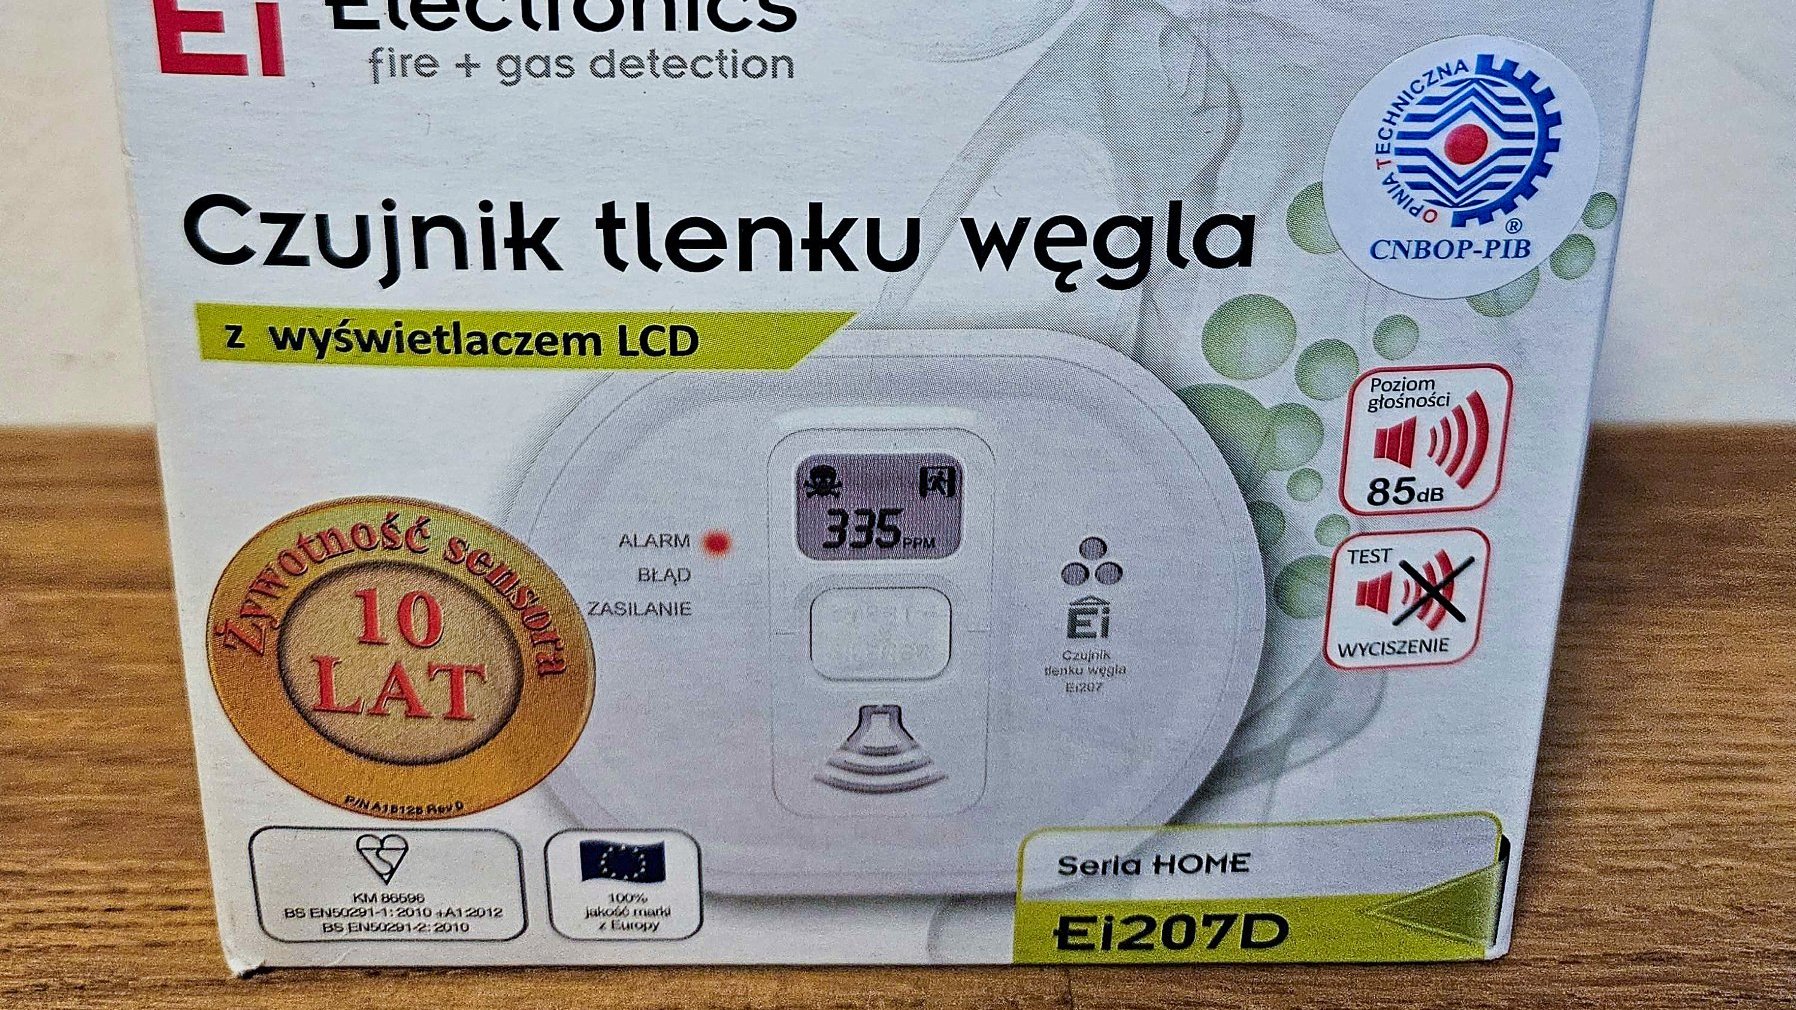 Ei Electronics
fire + gas detection
OPINIA TECHNICZNA
® 
CNBOP-PIB
Czujnik tlenku węgla
z wyświetlaczem LCD
Poziom
głośności
85dB
TEST
WYCISZENIE
335PPM
ALARM
BŁĄD
ZASILANIE
Ei
Czujnik
tlenku węgla
Ei207
Żywotność sensora
10
LAT
P/N A18128 Rev0
KM 86596
BS EN50291-1: 2010 +A1:2012
BS EN50291-2: 2010
100%
jakość marki
z Europy
Seria HOME
Ei207D